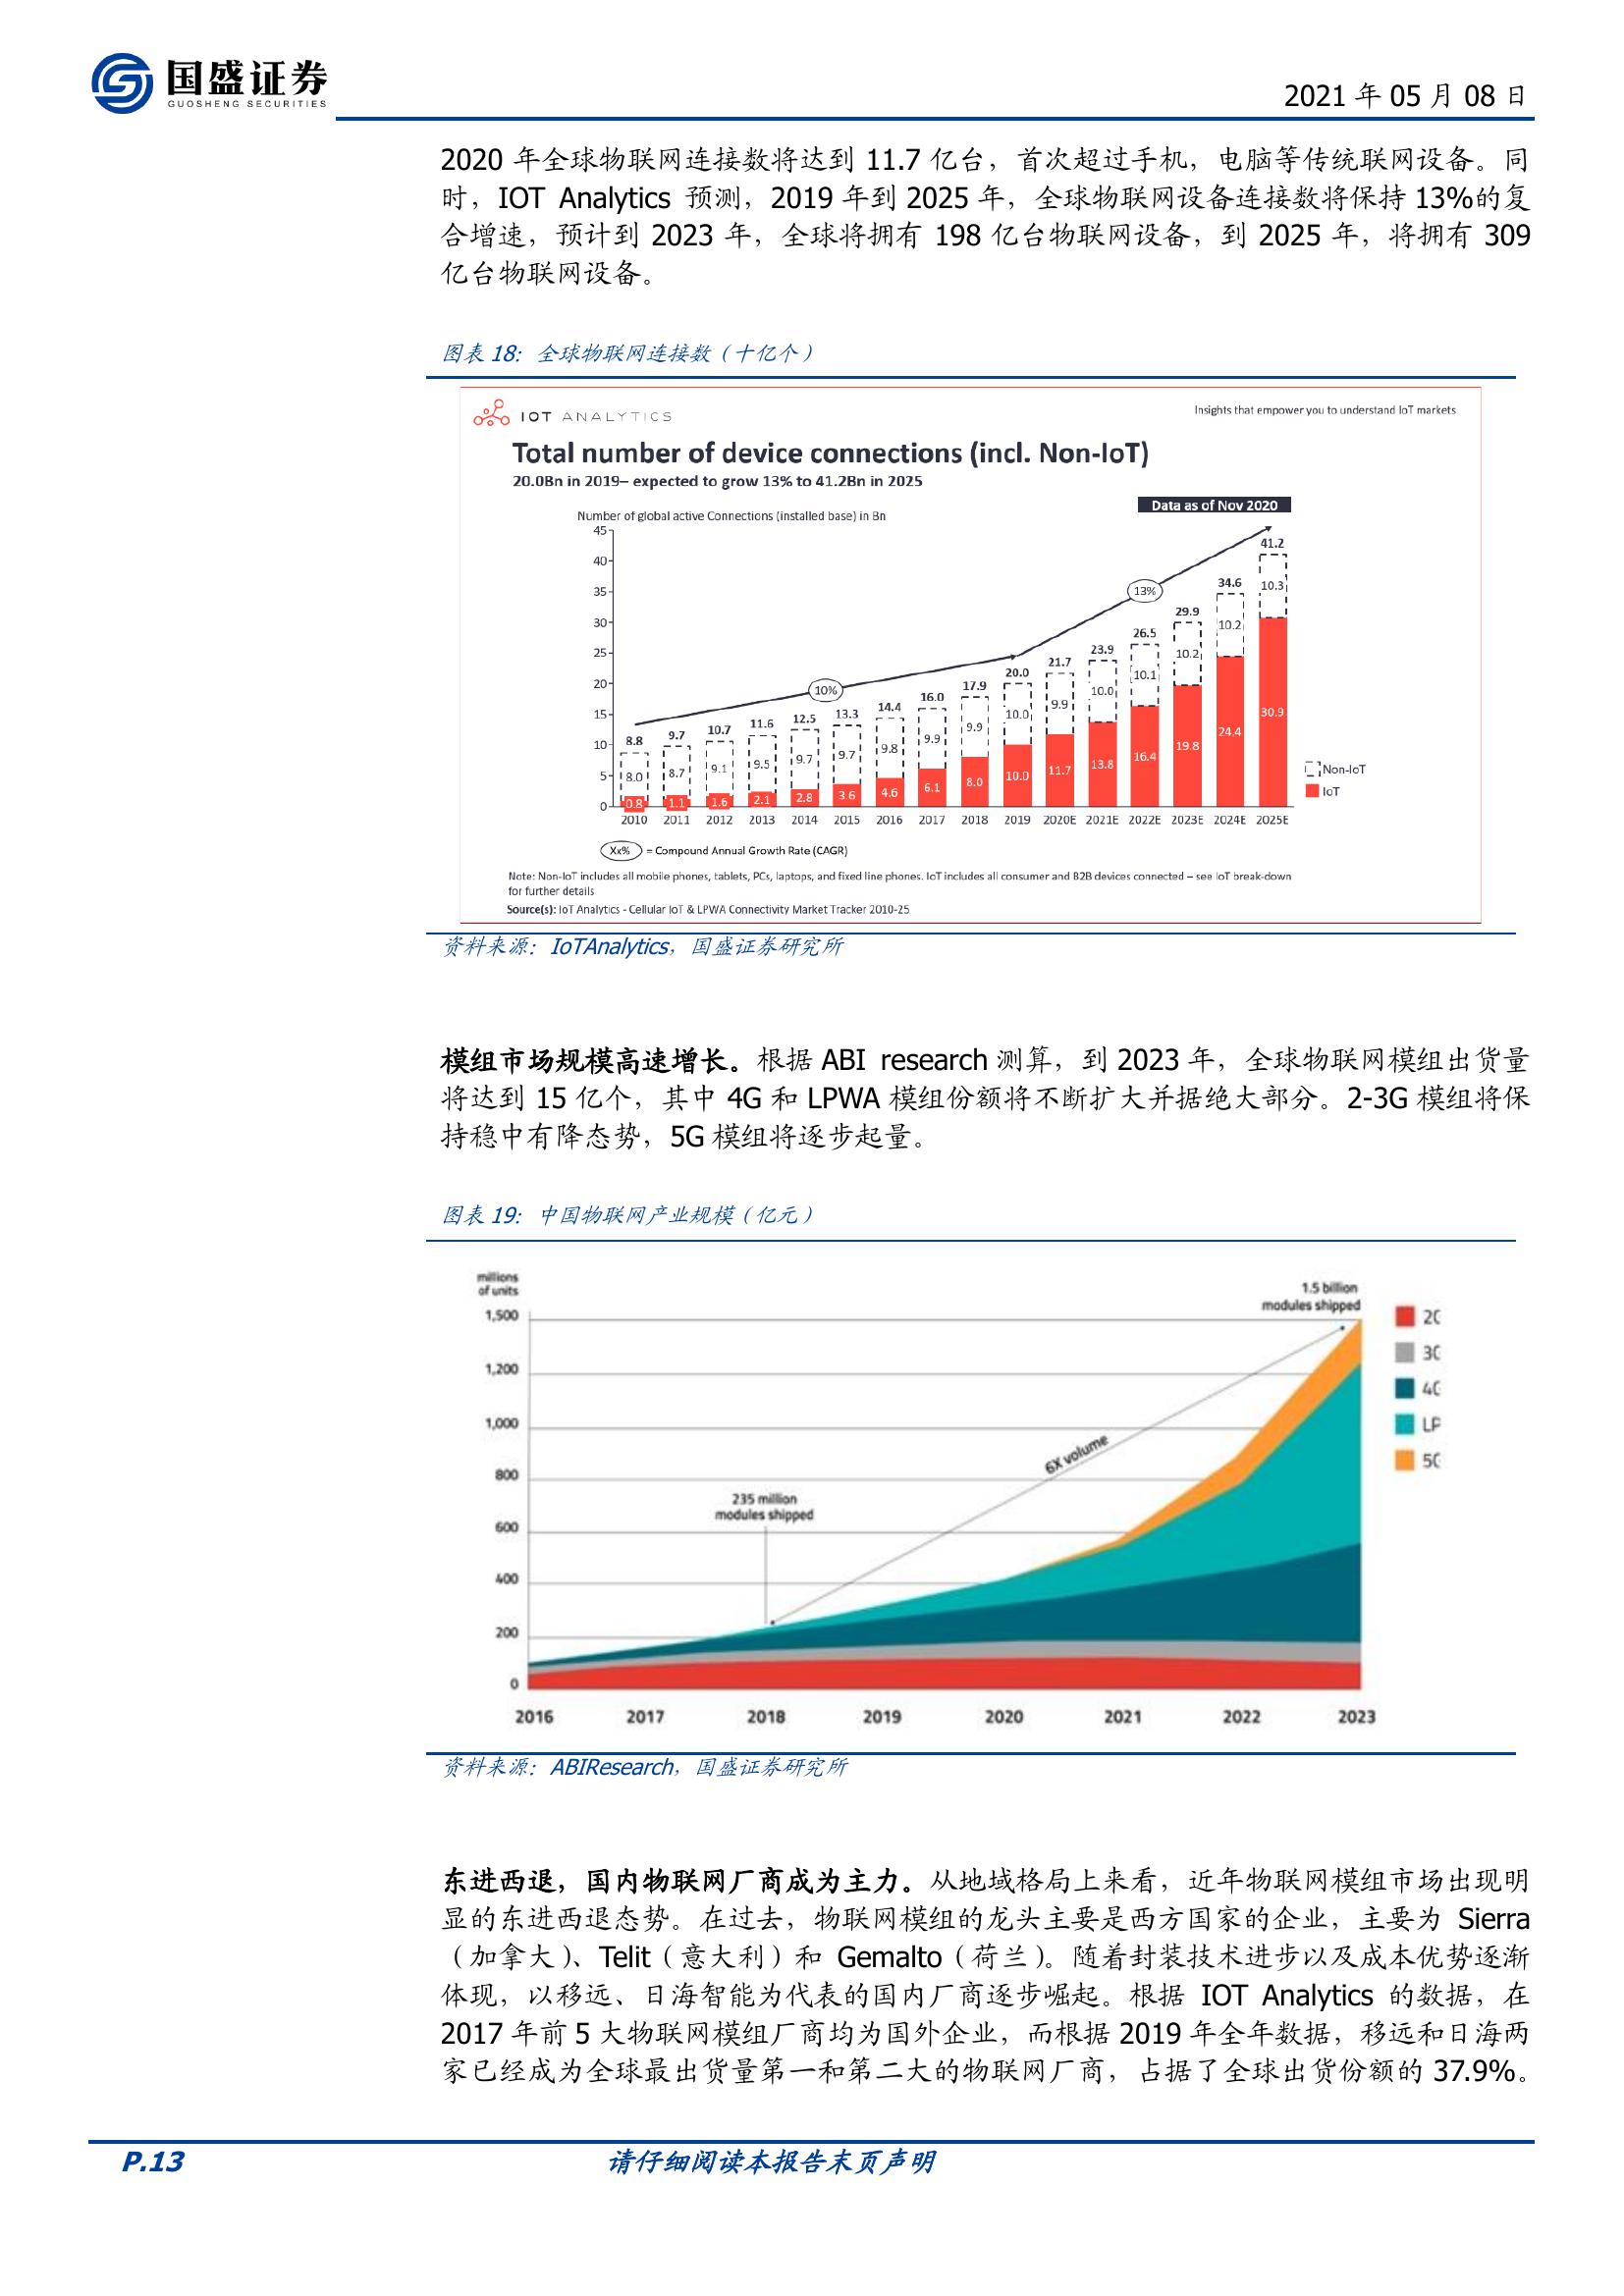 国盛证券
GUOSHENG SECURITIES
2021 年 05 月 08 日
2020 年全球物联网连接数将达到 11.7 亿台，首次超过手机，电脑等传统联网设备。同
时，IOT Analytics 预测，2019 年到 2025 年，全球物联网设备连接数将保持 13%的复
合增速，预计到 2023 年，全球将拥有 198 亿台物联网设备，到 2025 年，将拥有 309
亿台物联网设备。
图表 18：全球物联网连接数（十亿个）
IOT ANALYTICS
Insights that empower you to understand IoT markets
Total number of device connections (incl. Non-IoT)
20.0Bn in 2019– expected to grow 13% to 41.2Bn in 2025
Data as of Nov 2020
Number of global active Connections (installed base) in Bn
45
40
35
30
25
20
15
10
5
0
10%
13%
8.8 9.7 10.7 11.6 12.5 13.3 14.4 16.0 17.9 20.0 21.7 23.9 26.5 29.9 34.6 41.2
8.0 8.7 9.1 9.5 9.7 9.7 9.8 9.9 9.9 10.0 9.9 10.0 10.1 10.2 10.2 10.3
0.8 1.1 1.6 2.1 2.8 3.6 4.6 6.1 8.0 10.0 11.7 13.8 16.4 19.8 24.4 30.9
2010 2011 2012 2013 2014 2015 2016 2017 2018 2019 2020E 2021E 2022E 2023E 2024E 2025E
Non-IoT
IoT
Xx% = Compound Annual Growth Rate (CAGR)
Note: Non-IoT includes all mobile phones, tablets, PCs, laptops, and fixed line phones. IoT includes all consumer and B2B devices connected – see IoT break-down
for further details
Source(s): IoT Analytics - Cellular IoT & LPWA Connectivity Market Tracker 2010-25
资料来源：IoTAnalytics，国盛证券研究所
模组市场规模高速增长。根据 ABI research 测算，到 2023 年，全球物联网模组出货量
将达到 15 亿个，其中 4G 和 LPWA 模组份额将不断扩大并据绝大部分。2-3G 模组将保
持稳中有降态势，5G 模组将逐步起量。
图表 19：中国物联网产业规模（亿元）
millions
of units
1,500
1,200
1,000
800
600
400
200
0
235 million
modules shipped
6X volume
1.5 billion
modules shipped
2G
3G
4G
LP
5G
2016 2017 2018 2019 2020 2021 2022 2023
资料来源：ABIResearch，国盛证券研究所
东进西退，国内物联网厂商成为主力。从地域格局上来看，近年物联网模组市场出现明
显的东进西退态势。在过去，物联网模组的龙头主要是西方国家的企业，主要为 Sierra
（加拿大）、Telit（意大利）和 Gemalto（荷兰）。随着封装技术进步以及成本优势逐渐
体现，以移远、日海智能为代表的国内厂商逐步崛起。根据 IOT Analytics 的数据，在
2017 年前 5 大物联网模组厂商均为国外企业，而根据 2019 年全年数据，移远和日海两
家已经成为全球最出货量第一和第二大的物联网厂商，占据了全球出货份额的 37.9%。
P.13
请仔细阅读本报告末页声明